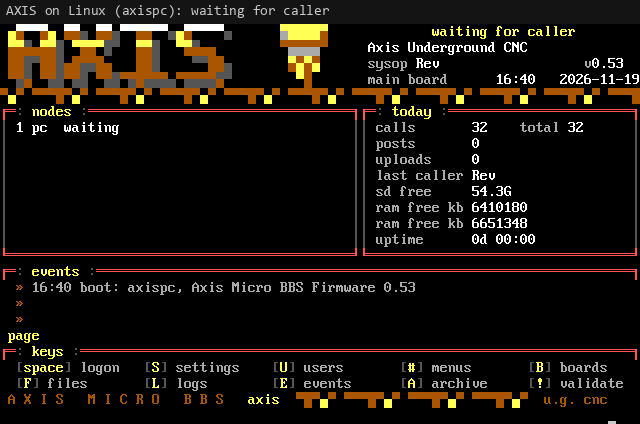 AXIS on Linux (axispc): waiting for caller
AXIS
waiting for caller
Axis Underground CNC
sysop Rev v0.53
main board 16:40 2026-11-19
: nodes :
1 pc waiting
: today :
calls 32 total 32
posts 0
uploads 0
last caller Rev
sd free 54.3G
ram free kb 6410180
ram free kb 6651348
uptime 0d 00:00
: events :
» 16:40 boot: axispc, Axis Micro BBS Firmware 0.53
»
»
page
: keys :
[space] logon [S] settings [U] users [#] menus [B] boards
[F] files [L] logs [E] events [A] archive [!] validate
AXIS MICRO BBS axis u.g. cnc